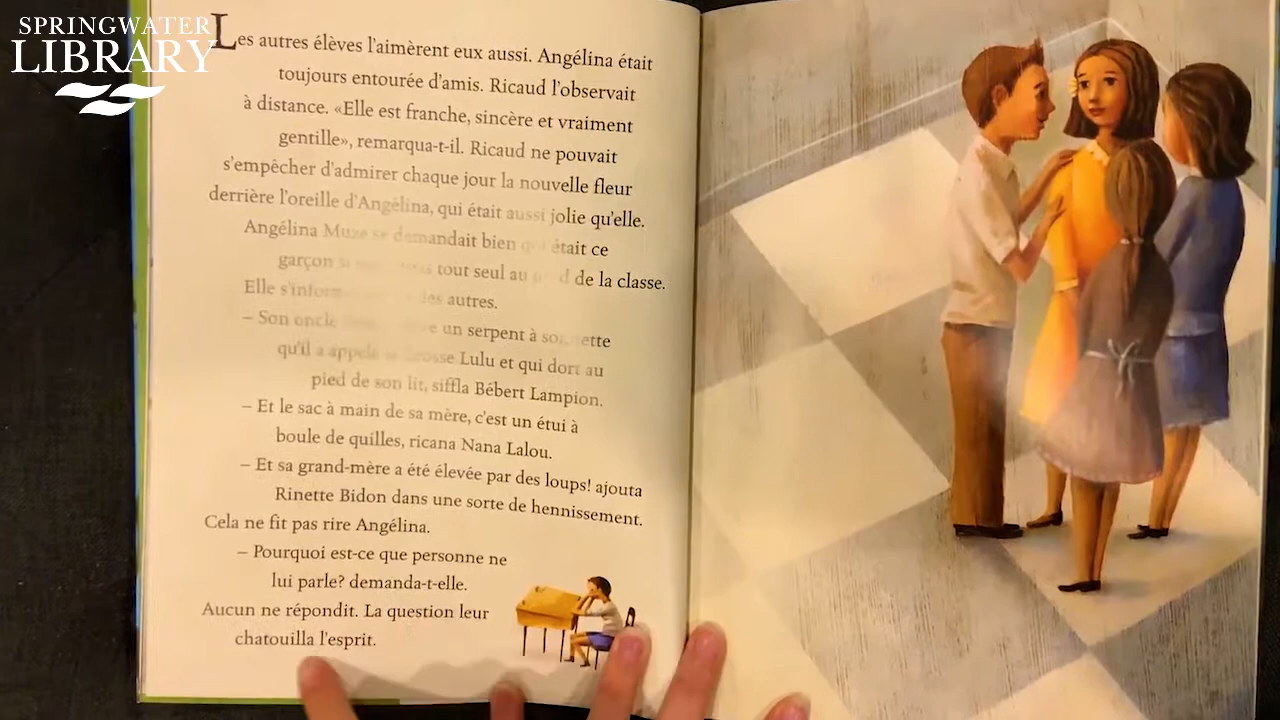 SPRINGWATER
LIBRARY
Les autres élèves l'aimèrent eux aussi. Angélina était
toujours entourée d'amis. Ricaud l'observait
à distance. «Elle est franche, sincère et vraiment
gentille», remarqua-t-il. Ricaud ne pouvait
s'empêcher d'admirer chaque jour la nouvelle fleur
derrière l'oreille d'Angélina, qui était aussi jolie qu'elle.
Angélina Muze se demandait bien qui était ce
garçon tout seul au de la classe.
Elle des autres.
– Son oncle un serpent à sonnette
qu'il a appelé Grosse Lulu et qui dort au
pied de son lit, siffla Bébert Lampion.
– Et le sac à main de sa mère, c'est un étui à
boule de quilles, ricana Nana Lalou.
– Et sa grand-mère a été élevée par des loups! ajouta
Rinette Bidon dans une sorte de hennissement.
Cela ne fit pas rire Angélina.
– Pourquoi est-ce que personne ne
lui parle? demanda-t-elle.
Aucun ne répondit. La question leur
chatouilla l'esprit.